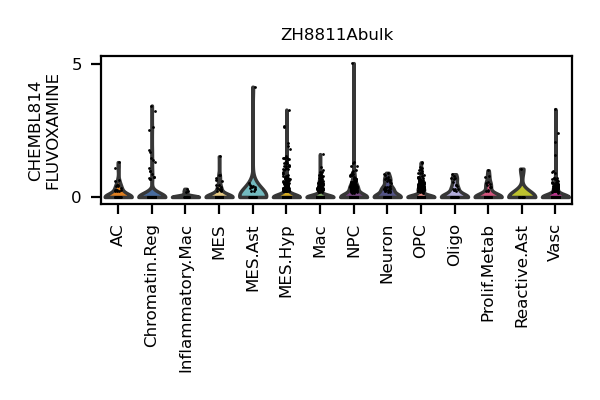 ZH8811Abulk
CHEMBL814
FLUVOXAMINE
5
0
AC
Chromatin.Reg
Inflammatory.Mac
MES
MES.Ast
MES.Hyp
Mac
NPC
Neuron
OPC
Oligo
Prolif.Metab
Reactive.Ast
Vasc